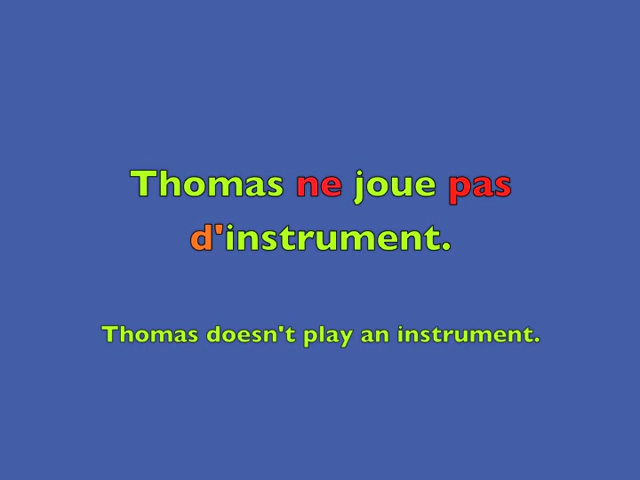 Thomas ne joue pas
d'instrument.
Thomas doesn't play an instrument.